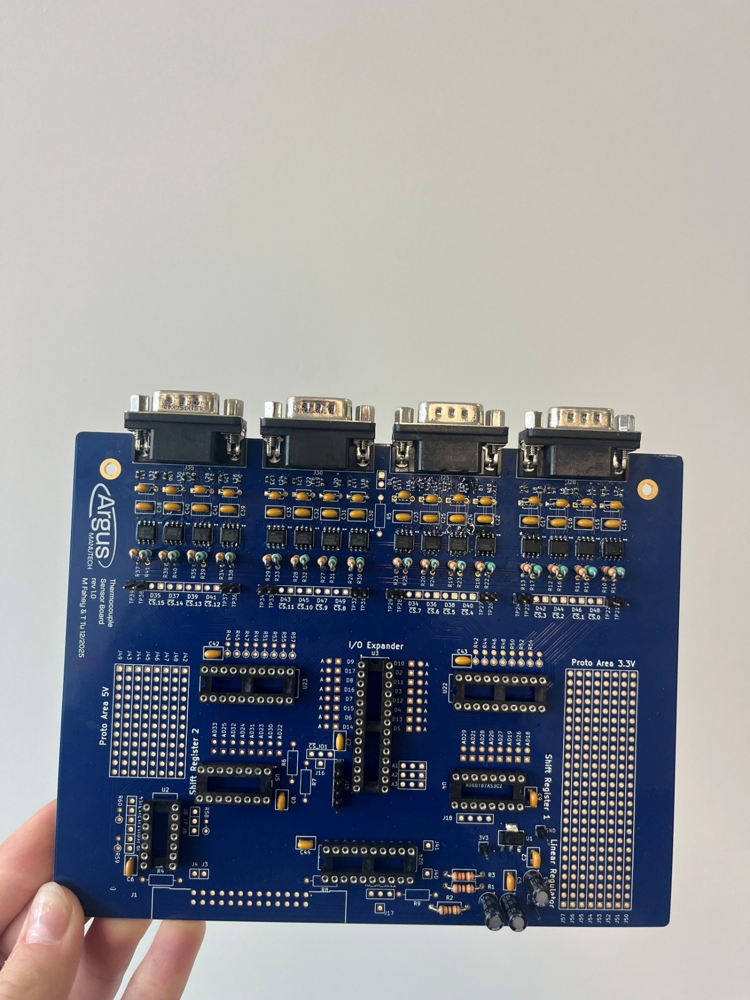 J35
J30
J20
L32
L28
L26
L23
L24
L22
L20
L18
C38
C40
C41
C39
C33
C32
C31
C30
R5
C23
C25
C24
C22
C17
C16
C15
C14
Argus
MANUTECH
Thermocouple
Sensor Board
rev 1.0
M Fahey & T Tu 12/2025
R37
R41
R36
R40
R35
R39
R34
R38
R29
R33
R28
R32
R27
R31
R26
R30
R21
R25
R20
R24
R19
R23
R18
R22
R13
R17
R12
R16
R11
R15
R10
R14
TP39
TP38
D35
D37
D39
D41
TP37
TP36
CS.15
CS.14
CS.13
CS.12
TP34
TP33
D43
D45
D47
D49
TP32
TP31
CS.11
CS.10
CS.9
CS.8
TP29
TP28
D34
D36
D38
D40
TP27
TP26
CS.7
CS.6
CS.5
CS.4
TP24
TP23
D42
D44
D46
D48
TP22
TP21
CS.3
CS.2
CS.1
CS.0
C42
R43
R45
R47
R49
R51
R53
R55
R57
I/O Expander
U3
C43
R42
R44
R46
R48
R50
R52
R54
J49
J43
J44
J45
J46
J47
J48
J42
Proto Area 5V
U23
A D9
A D17
A D8
A D16
A D7
A D15
A D6
A D14
D10 A
D2 A
D11 A
D3 A
D12 A
D4 A
D13 A
D5 A
U22
Proto Area 3.3V
AD33
AD25
AD32
AD24
AD31
AD23
AD30
AD22
C7
CS_IO1
J16
J15
A1
A2
A3
AD29
AD21
AD28
AD20
AD27
AD19
AD26
AD18
Shift Register 2
U5
R6
R7
C8
U4
W960167AS3C2
C9
Shift Register 1
J18
U2
R60
J14
R59
J8
J7
J6
R58
C6
R4
J4
J3
J1
C44
U24
J41
J40
R8
R9
J17
3V3
U1
GND
C2
Linear Regulator
R3
R1
C5
R2
J57
J56
J55
J54
J53
J52
J51
J50